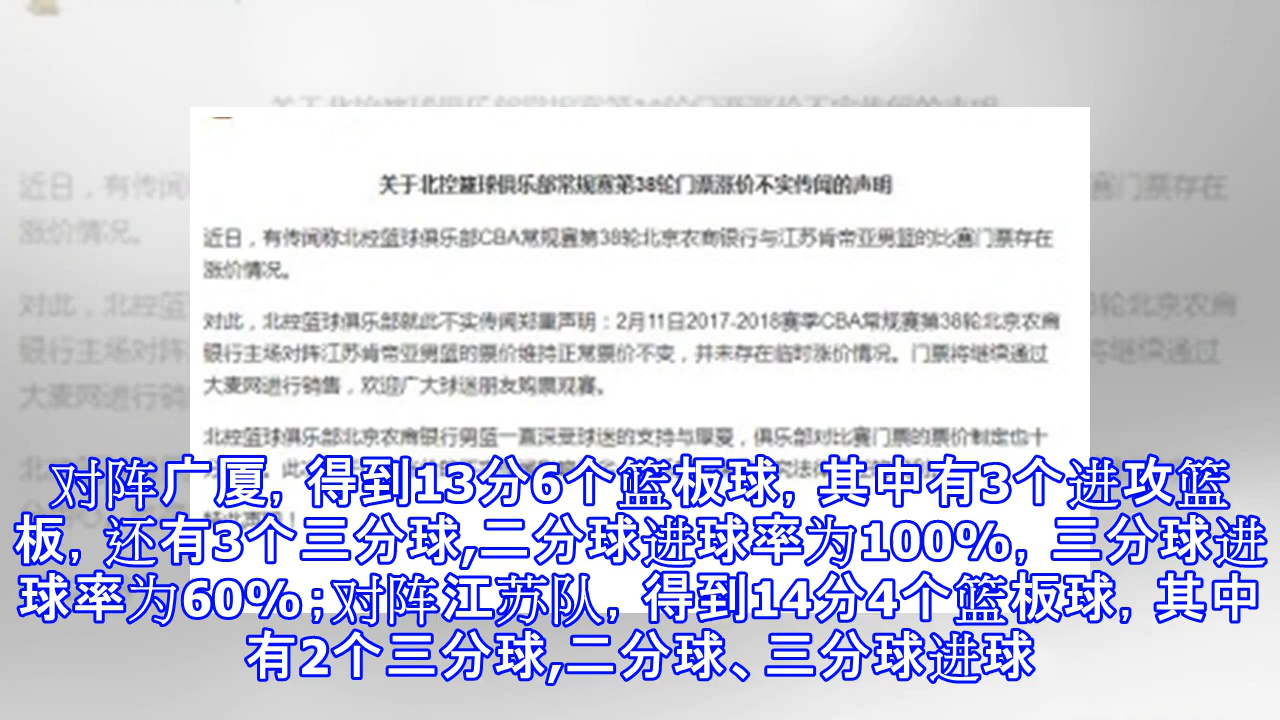 关于北控篮球俱乐部常规赛第38轮门票涨价不实传闻的声明
近日，有传闻称北控篮球俱乐部CBA常规赛第38轮北京农商银行与江苏肯帝亚男篮的比赛门票存在
涨价情况。
对此，北控篮球俱乐部就此不实传闻郑重声明：2月11日2017-2018赛季CBA常规赛第38轮北京农商
银行主场对阵江苏肯帝亚男篮的票价维持正常票价不变，并未存在临时涨价情况。门票将继续通过
大麦网进行销售，欢迎广大球迷朋友购票观赛。
北控篮球俱乐部北京农商银行男篮一直深受球迷的支持与厚爱，俱乐部对比赛门票的票价制定也十
对阵广厦, 得到13分6个篮板球, 其中有3个进攻篮
板, 还有3个三分球,二分球进球率为100%, 三分球进
球率为60%;对阵江苏队, 得到14分4个篮板球, 其中
有2个三分球,二分球、三分球进球